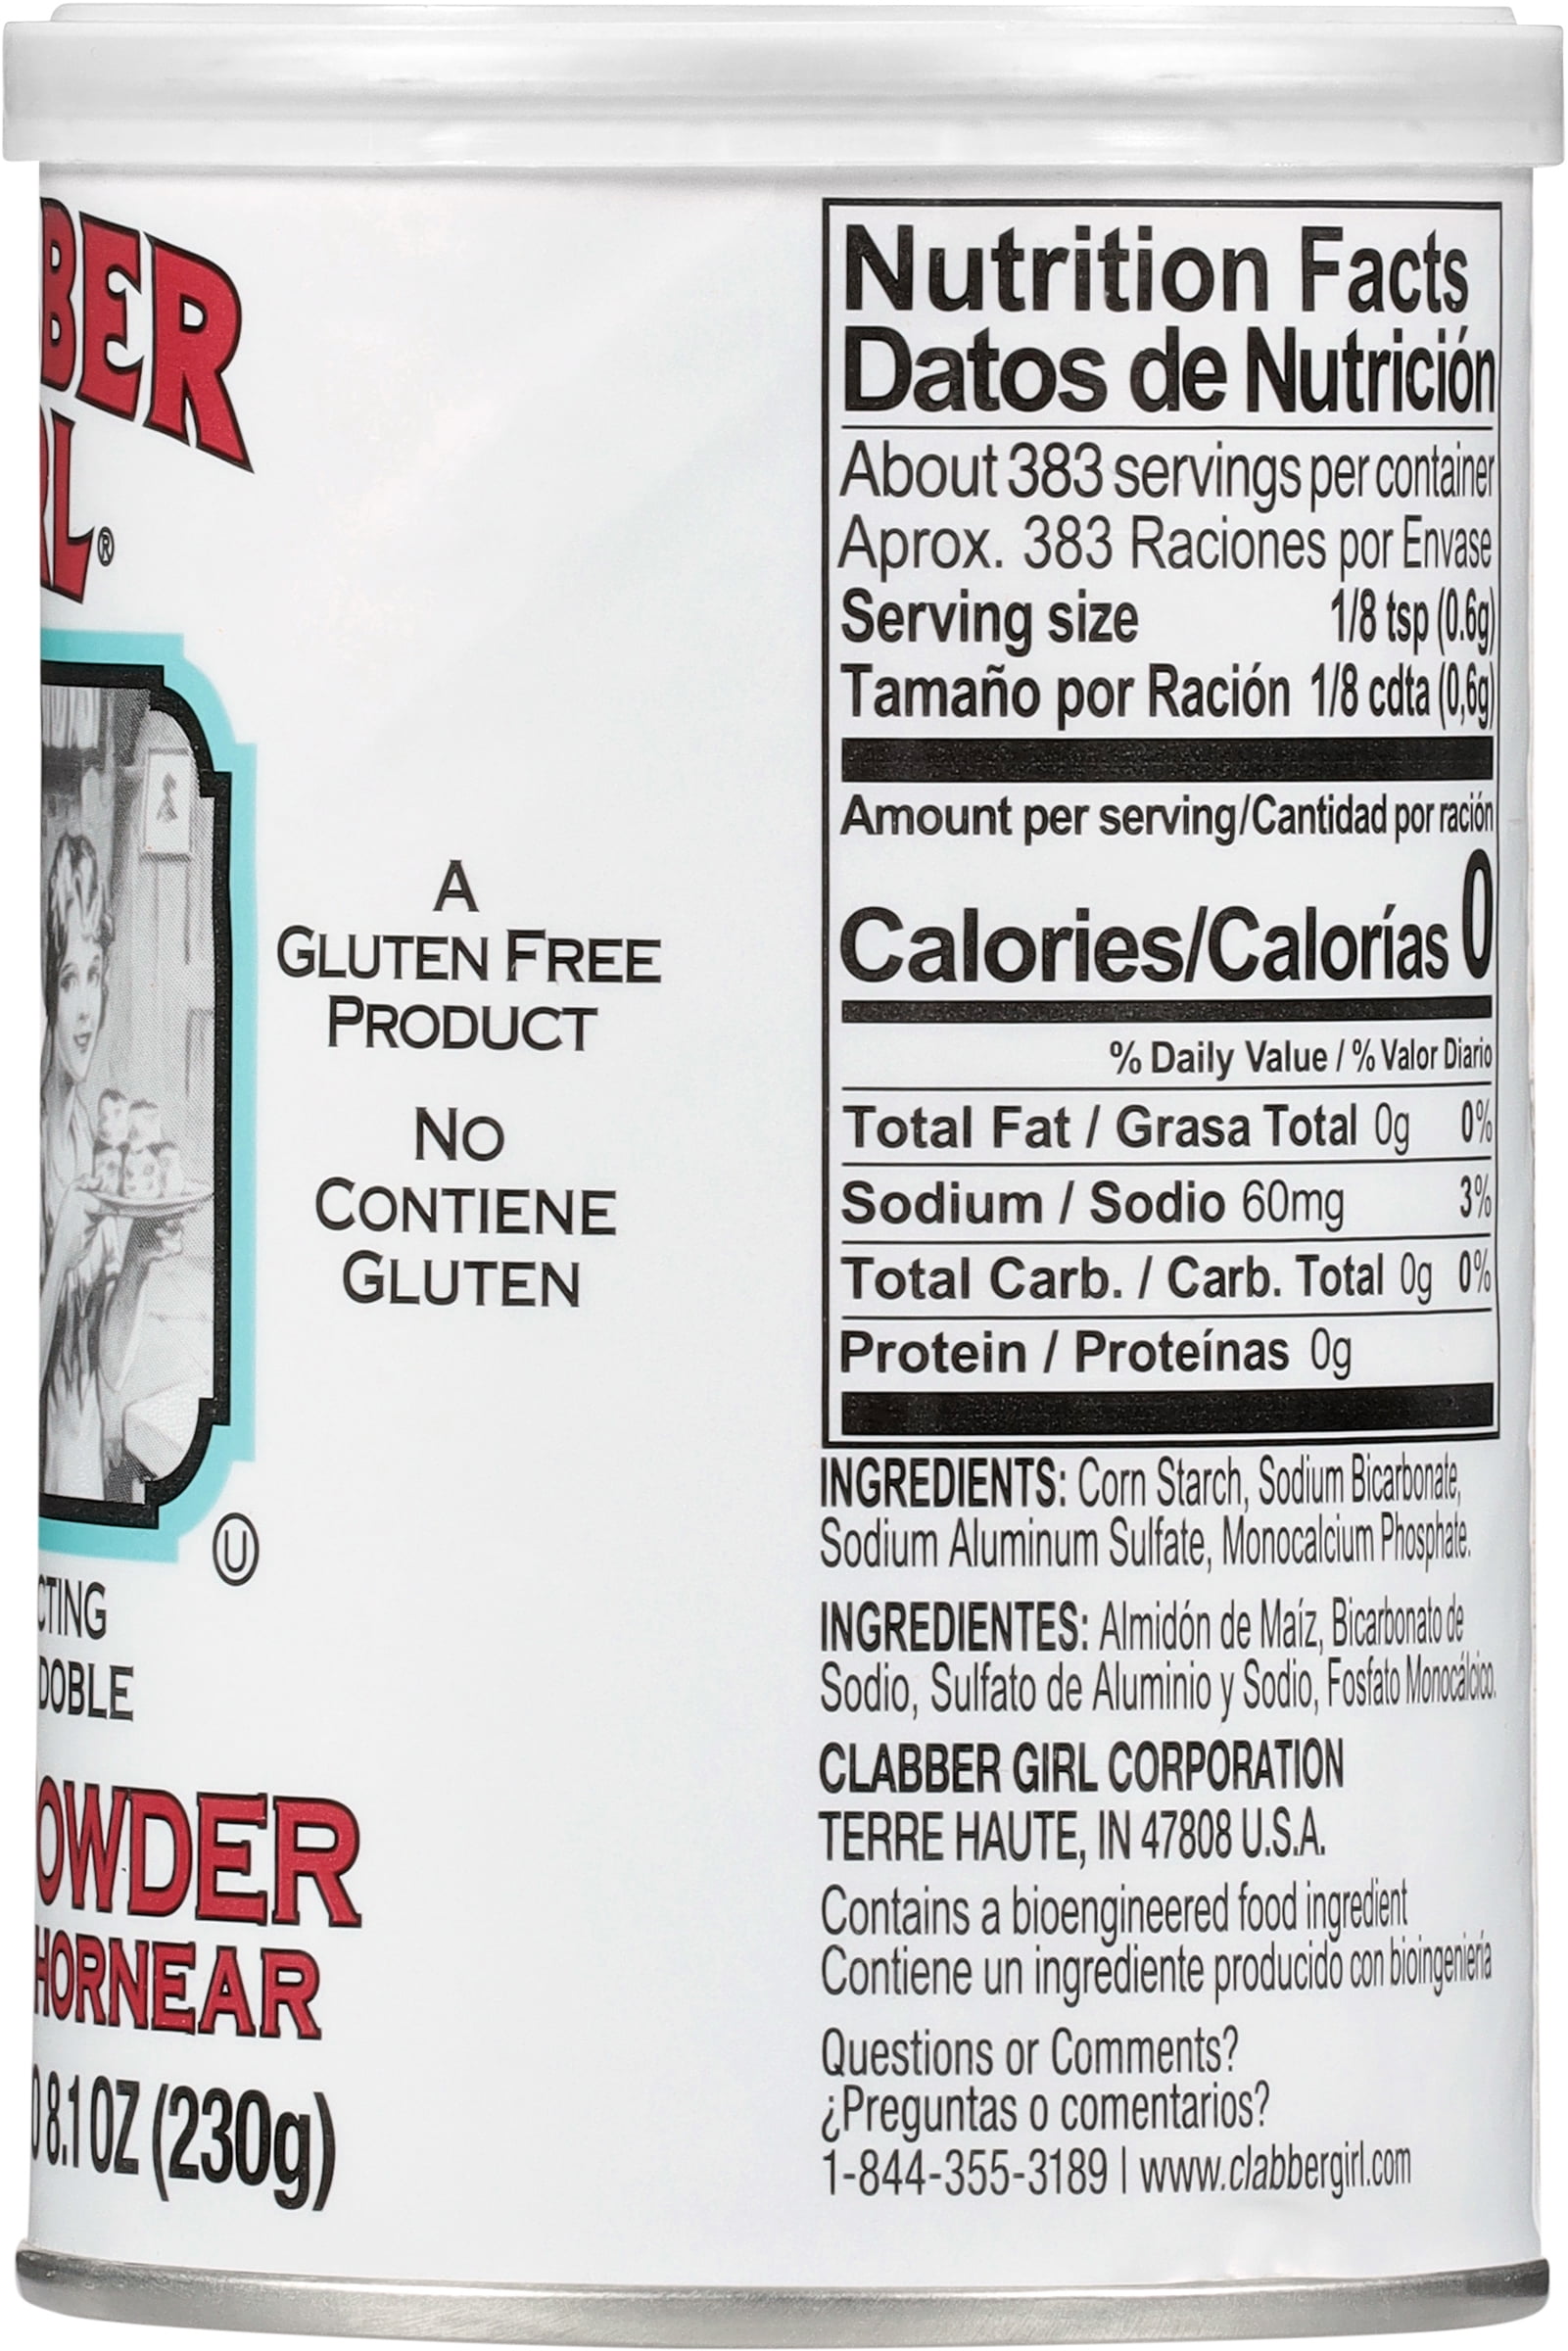 BER
RL®
A
GLUTEN FREE
PRODUCT
NO
CONTIENE
GLUTEN
U
CTING
DOBLE
OWDER
HORNEAR
8.1 OZ (230g)
Nutrition Facts
Datos de Nutrición
About 383 servings per container
Aprox. 383 Raciones por Envase
Serving size 1/8 tsp (0.6g)
Tamaño por Ración 1/8 cdta (0,6g)
Amount per serving/Cantidad por ración
Calories/Calorías 0
% Daily Value / % Valor Diario
Total Fat / Grasa Total 0g 0%
Sodium / Sodio 60mg 3%
Total Carb. / Carb. Total 0g 0%
Protein / Proteínas 0g
INGREDIENTS: Corn Starch, Sodium Bicarbonate,
Sodium Aluminum Sulfate, Monocalcium Phosphate.
INGREDIENTES: Almidón de Maíz, Bicarbonato de
Sodio, Sulfato de Aluminio y Sodio, Fosfato Monocálcico.
CLABBER GIRL CORPORATION
TERRE HAUTE, IN 47808 U.S.A.
Contains a bioengineered food ingredient
Contiene un ingrediente producido con bioingeniería
Questions or Comments?
¿Preguntas o comentarios?
1-844-355-3189 | www.clabbergirl.com